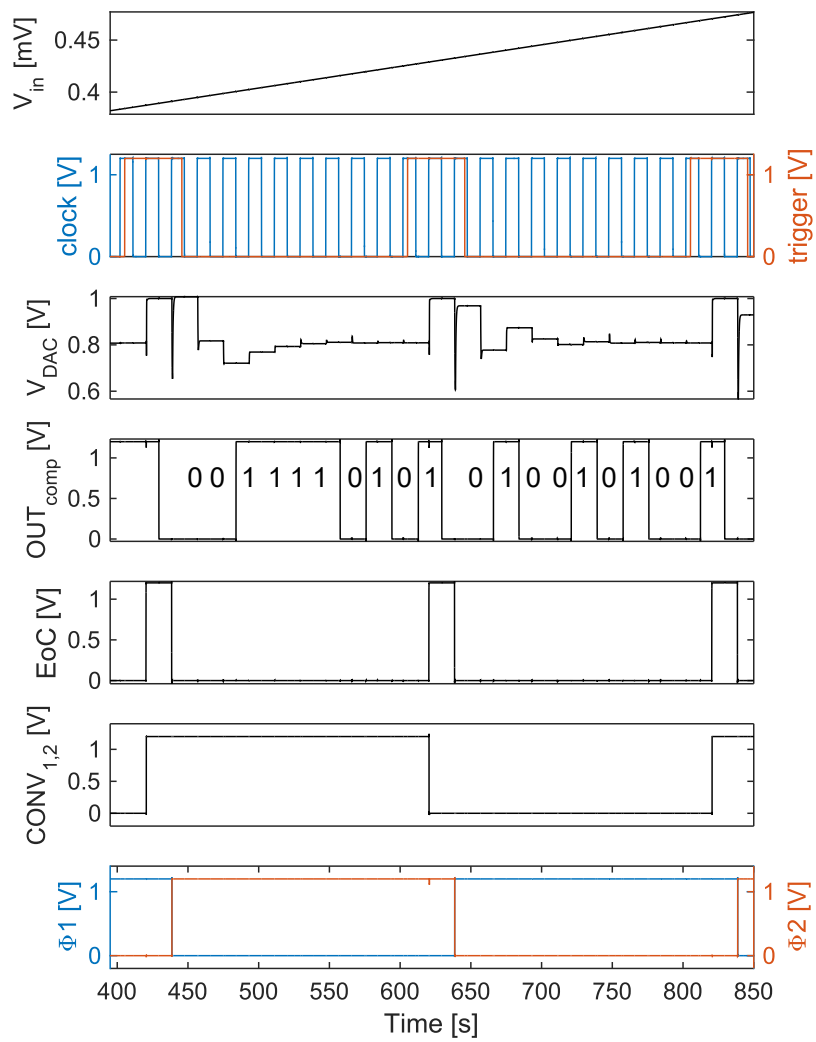 V_in [mV]
0.45
0.4
clock [V]
1
0
1
0
trigger [V]
V_DAC [V]
1
0.8
0.6
OUT_comp [V]
1
0.5
0
0 0 1 1 1 1 0 1 0 1 0 1 0 0 1 0 1 0 0 1
EoC [V]
1
0.5
0
CONV_1,2 [V]
1
0.5
0
Φ1 [V]
1
0
1
0
Φ2 [V]
400 450 500 550 600 650 700 750 800 850
Time [s]